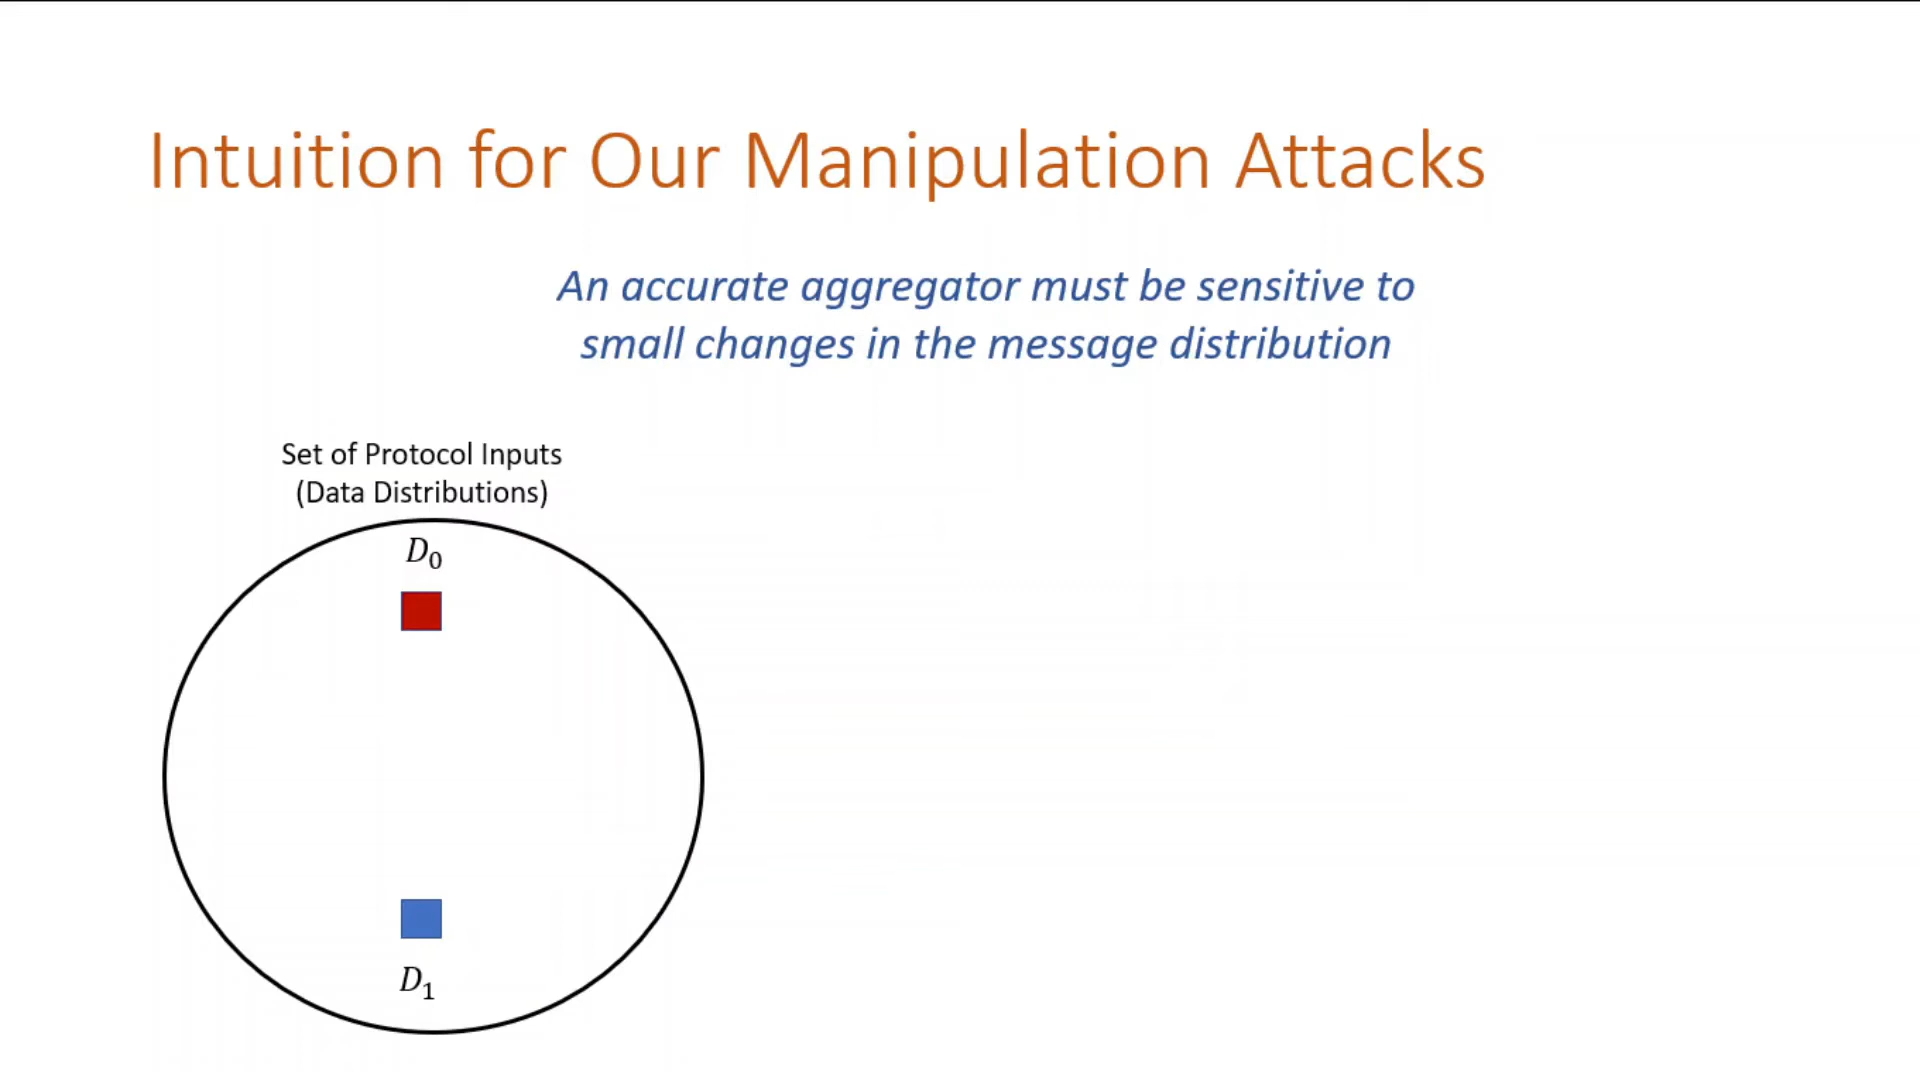 Intuition for Our Manipulation Attacks
An accurate aggregator must be sensitive to
small changes in the message distribution
Set of Protocol Inputs
(Data Distributions)
D₀
D₁